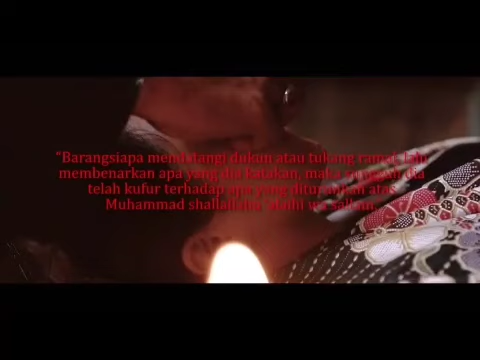 "Barangsiapa mendatangi dukun atau tukang ramal, lalu
membenarkan apa yang dia katakan, maka sungguh dia
telah kufur terhadap apa yang diturunkan atas
Muhammad shallallahu 'alaihi wa sallam.